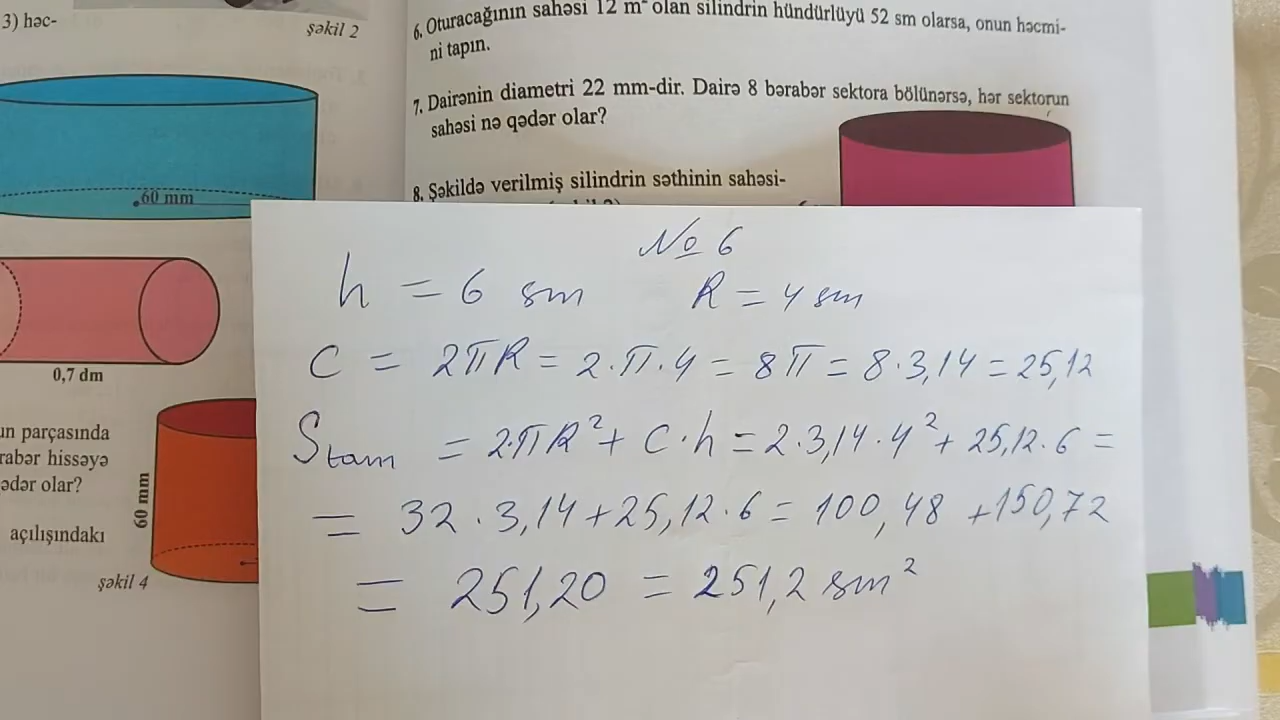 3) həc-
şəkil 2
60 mm
0,7 dm
un parçasında
rabər hissəyə
ədər olar?
açılışındakı
60 mm
şəkil 4
6. Oturacağının sahəsi 12 m² olan silindrin hündürlüyü 52 sm olarsa, onun həcmi-
ni tapın.
7. Dairənin diametri 22 mm-dir. Dairə 8 bərabər sektora bölünərsə, hər sektorun
sahəsi nə qədər olar?
8. Şəkildə verilmiş silindrin səthinin sahəsi-
№ 6
h = 6 sm R = 4 sm
C = 2πR = 2·π·4 = 8π = 8·3,14 = 25,12
Stam = 2·πR² + C·h = 2·3,14·4² + 25,12·6 =
= 32·3,14 + 25,12·6 = 100,48 + 150,72
= 251,20 = 251,2 sm²